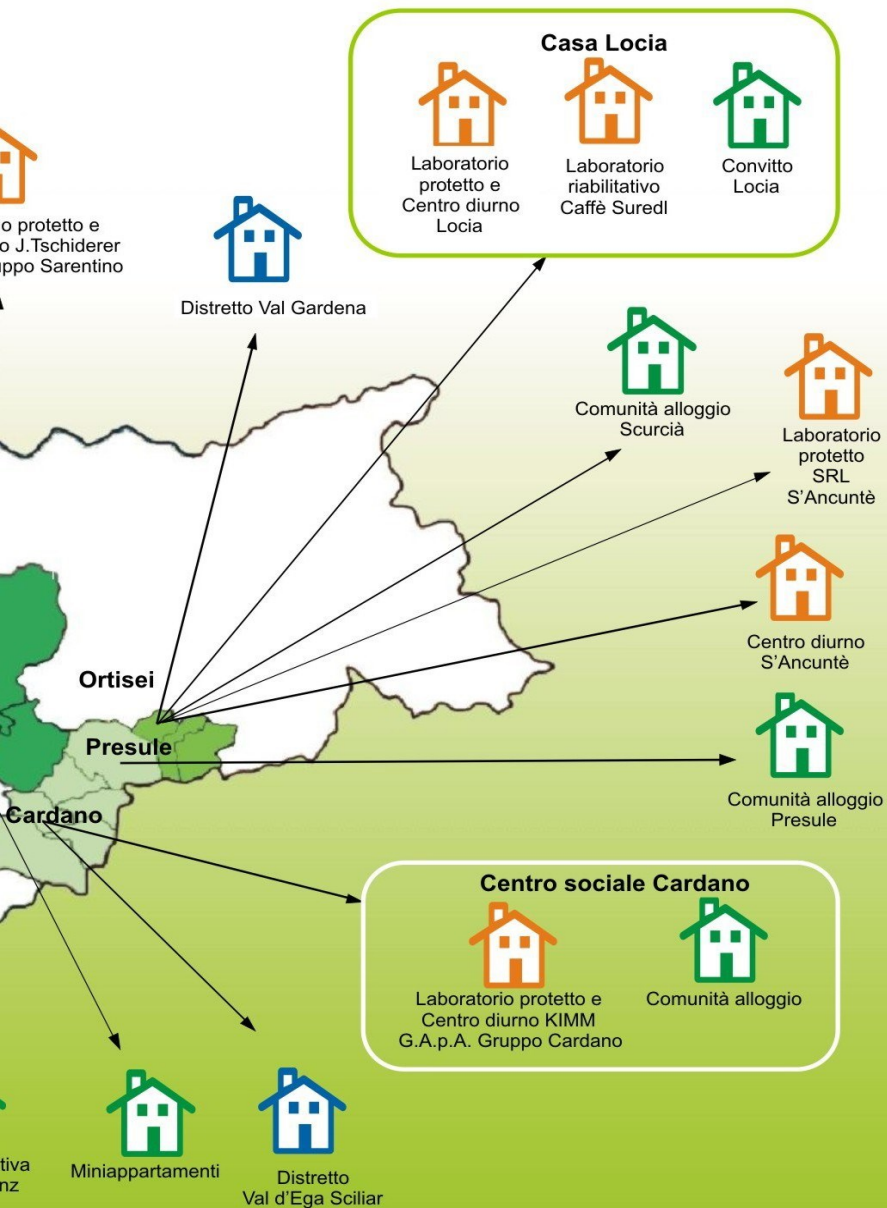 Casa Locia
Laboratorio
protetto e
Centro diurno
Locia
Laboratorio
riabilitativo
Caffè Suredl
Convitto
Locia
o protetto e
o J.Tschiderer
uppo Sarentino
Distretto Val Gardena
Comunità alloggio
Scurcià
Laboratorio
protetto
SRL
S'Ancuntè
Centro diurno
S'Ancuntè
Ortisei
Presule
Cardano
Comunità alloggio
Presule
Centro sociale Cardano
Laboratorio protetto e
Centro diurno KIMM
G.A.p.A. Gruppo Cardano
Comunità alloggio
tiva
nz
Miniappartamenti
Distretto
Val d'Ega Sciliar